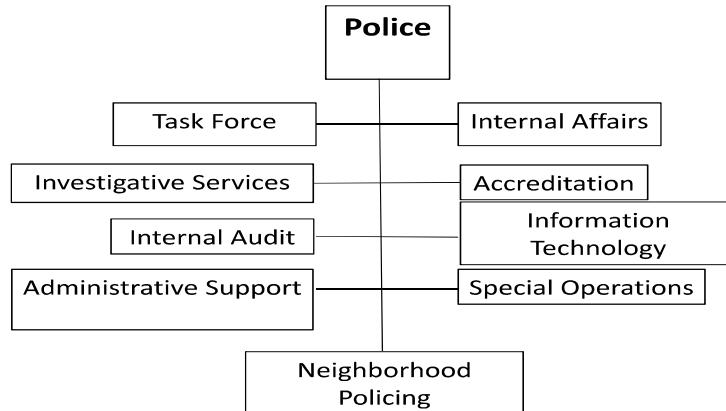 Police
Task Force
Internal Affairs
Investigative Services
Accreditation
Internal Audit
Information
Technology
Administrative Support
Special Operations
Neighborhood
Policing